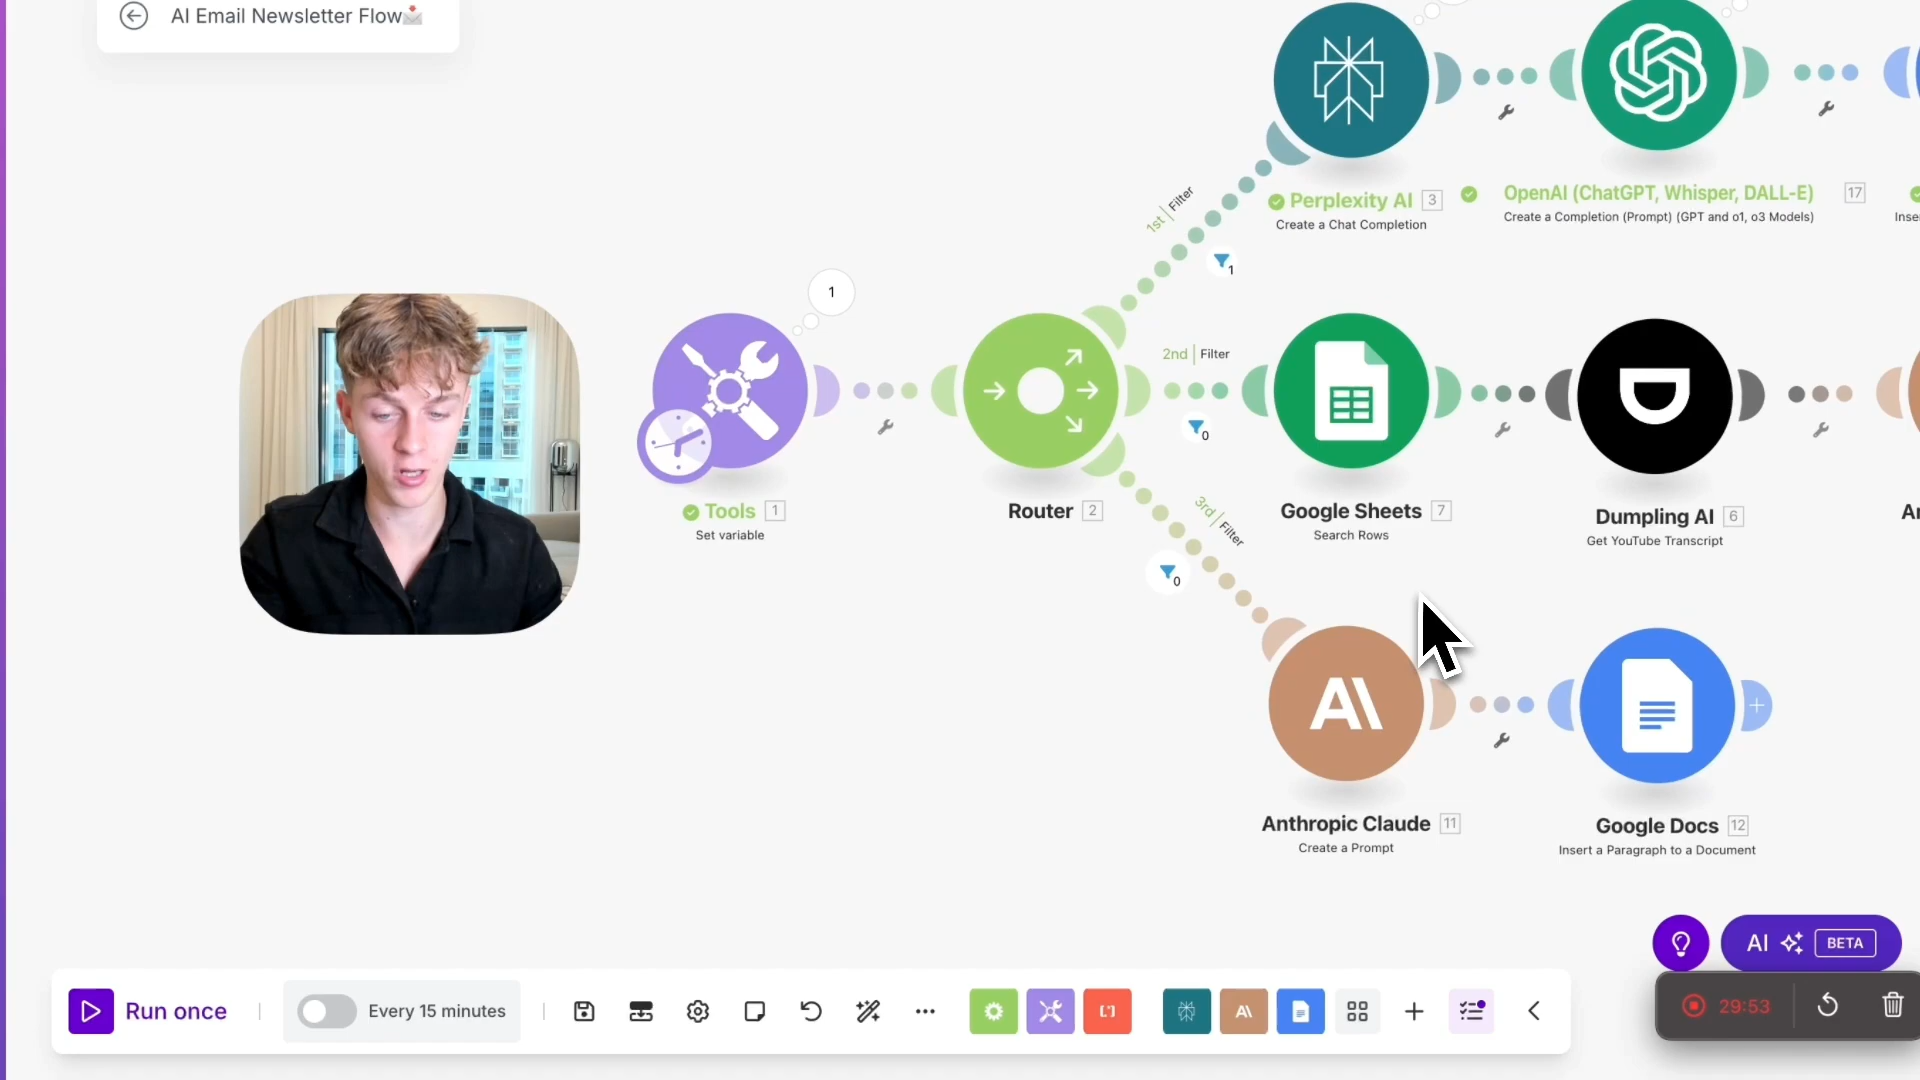 AI Email Newsletter Flow
1st | Filter
1
Perplexity AI 3
Create a Chat Completion
OpenAI (ChatGPT, Whisper, DALL-E) 17
Create a Completion (Prompt) (GPT and o1, o3 Models)
1
2nd | Filter
0
Tools 1
Set variable
Router 2
Google Sheets 7
Search Rows
Dumpling AI 6
Get YouTube Transcript
3rd | Filter
0
Anthropic Claude 11
Create a Prompt
Google Docs 12
Insert a Paragraph to a Document
AI BETA
Run once
Every 15 minutes
29:53